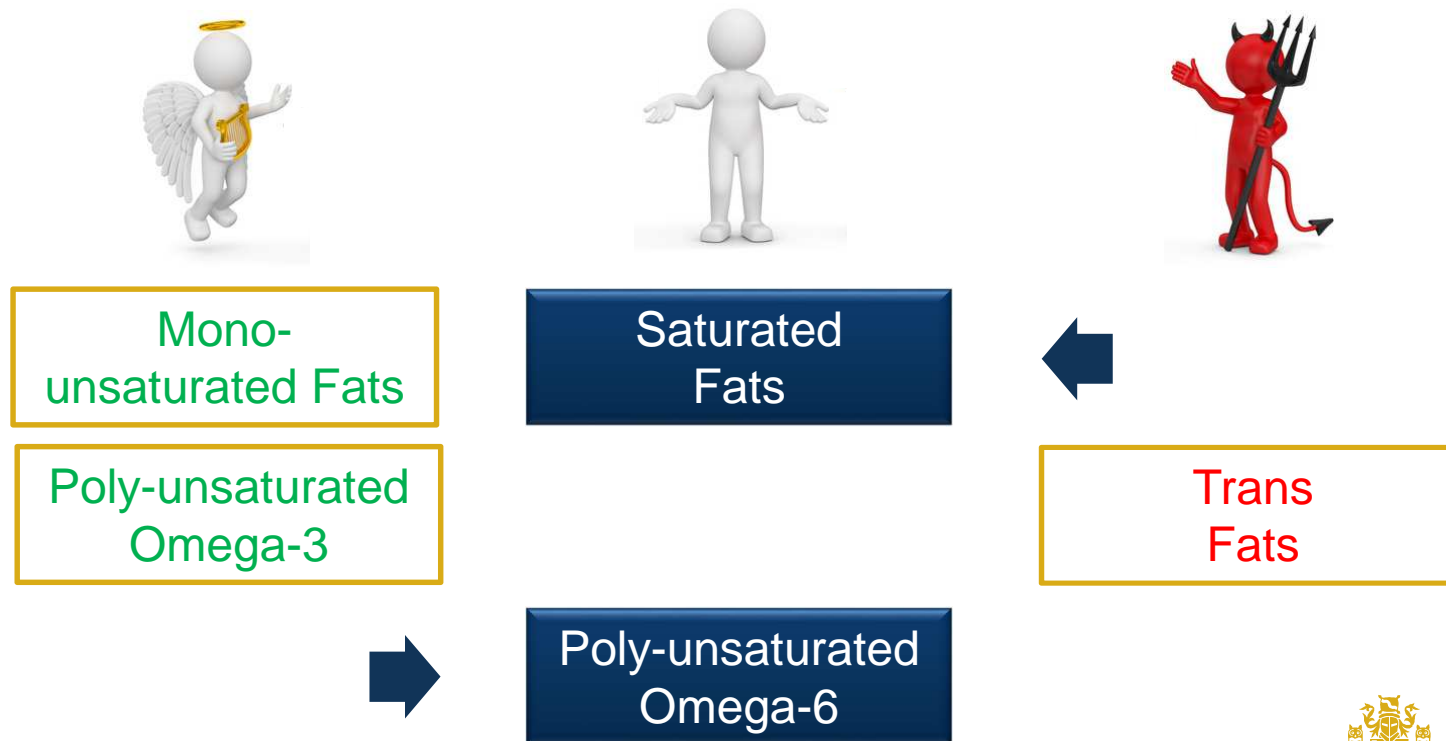 Mono-
unsaturated Fats
Saturated
Fats
Poly-unsaturated
Omega-3
Trans
Fats
Poly-unsaturated
Omega-6